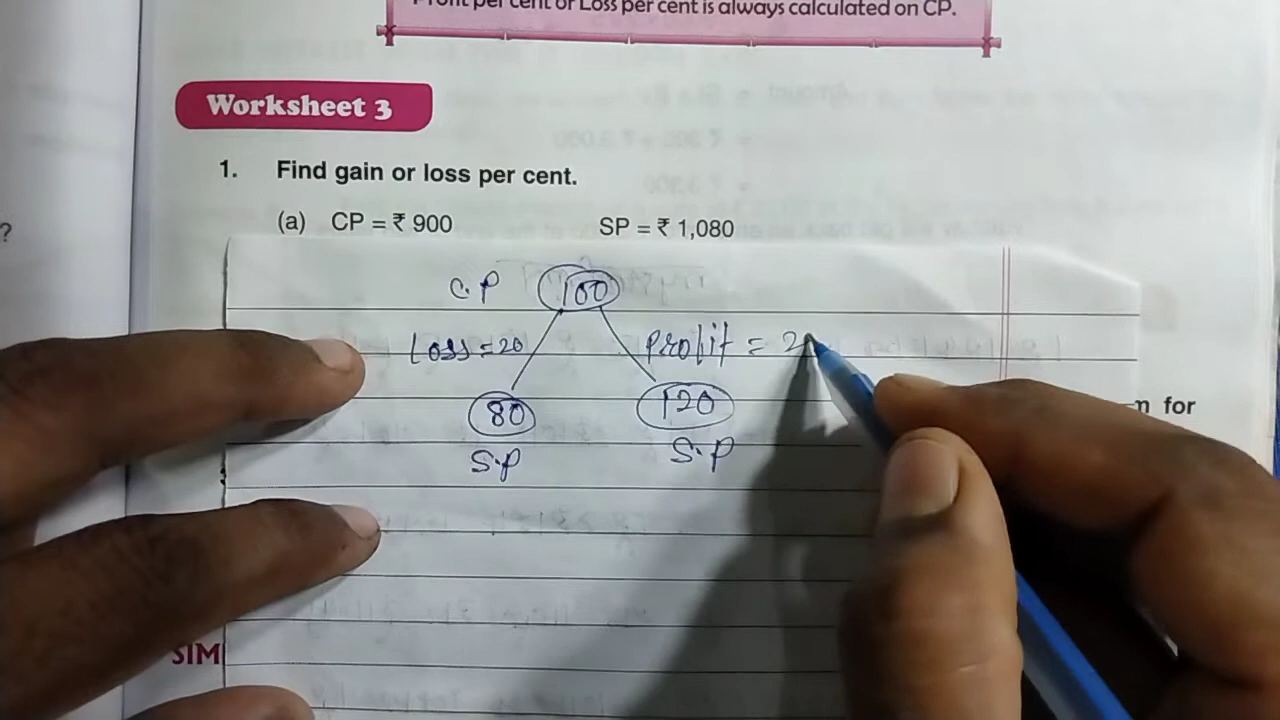 Profit per cent or Loss per cent is always calculated on CP.
Worksheet 3
1. Find gain or loss per cent.
(a) CP = ₹ 900 SP = ₹ 1,080
C.P 100
Loss = 20 Profit = 2
?
80 120
n for
S.P S.P
SIM